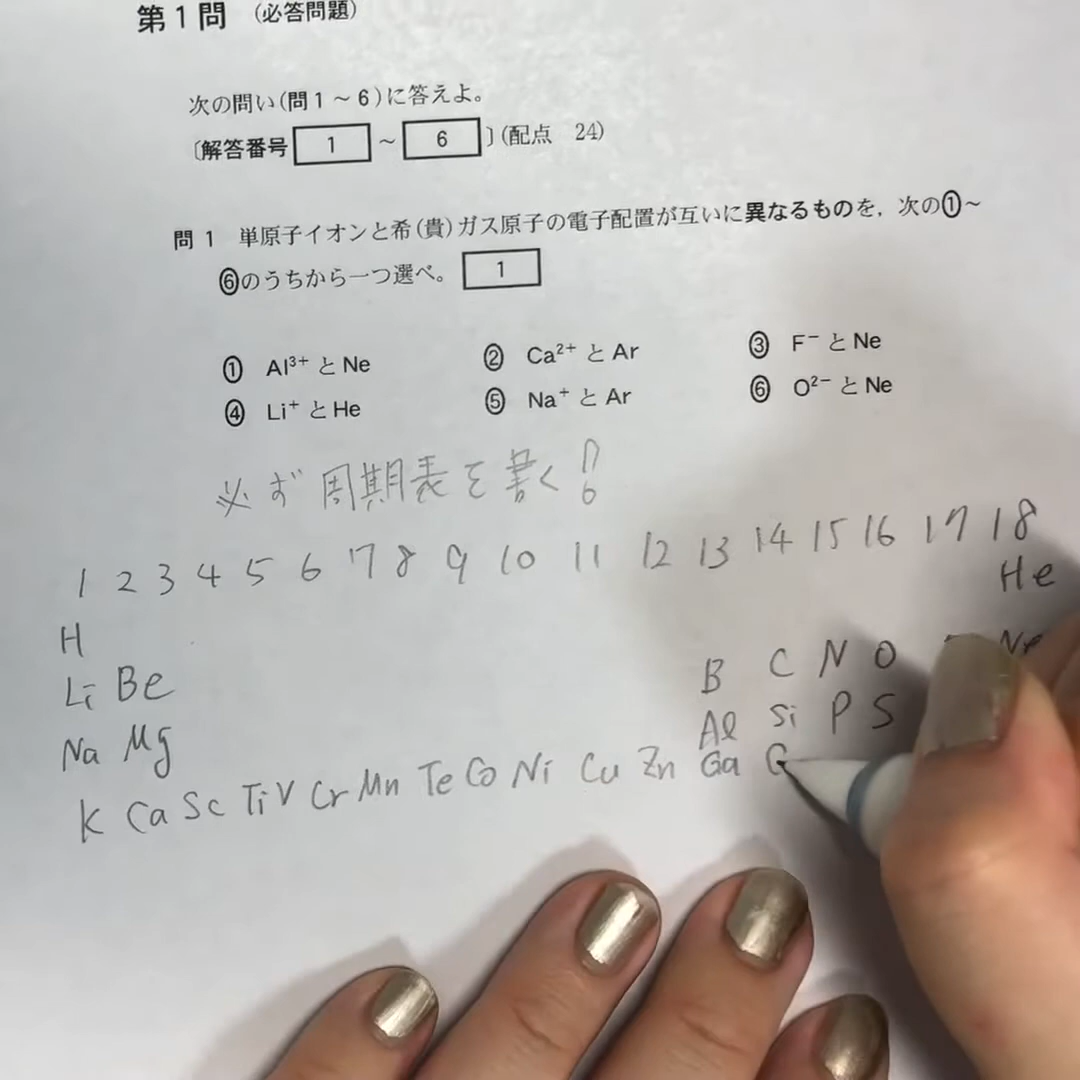 第1問 (必答問題)
次の問い(問1～6)に答えよ。
〔解答番号 1 ～ 6 〕(配点 24)
問1 単原子イオンと希(貴)ガス原子の電子配置が互いに異なるものを，次の①～
⑥のうちから一つ選べ。 1
① Al³⁺ と Ne ② Ca²⁺ と Ar ③ F⁻ と Ne
④ Li⁺ と He ⑤ Na⁺ と Ar ⑥ O²⁻ と Ne
必ず周期表を書く!!
1 2 3 4 5 6 7 8 9 10 11 12 13 14 15 16 17 18
H He
Li Be B C N O Ne
Na Mg Al Si P S
K Ca Sc Ti V Cr Mn Te Co Ni Cu Zn Ga G